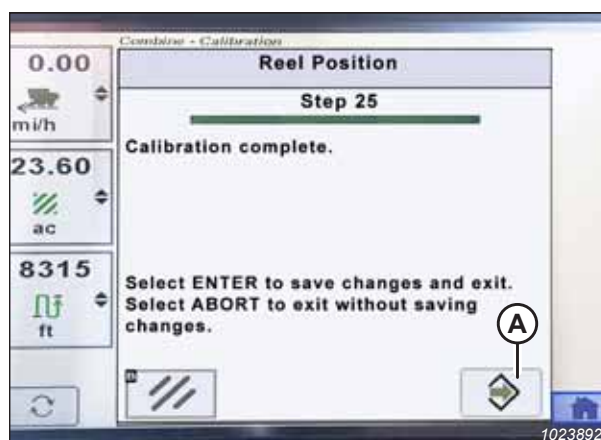 Combine - Calibration
0.00
mi/h
23.60
ac
8315
ft
Reel Position
Step 25
Calibration complete.
Select ENTER to save changes and exit.
Select ABORT to exit without saving
changes.
A
1023892